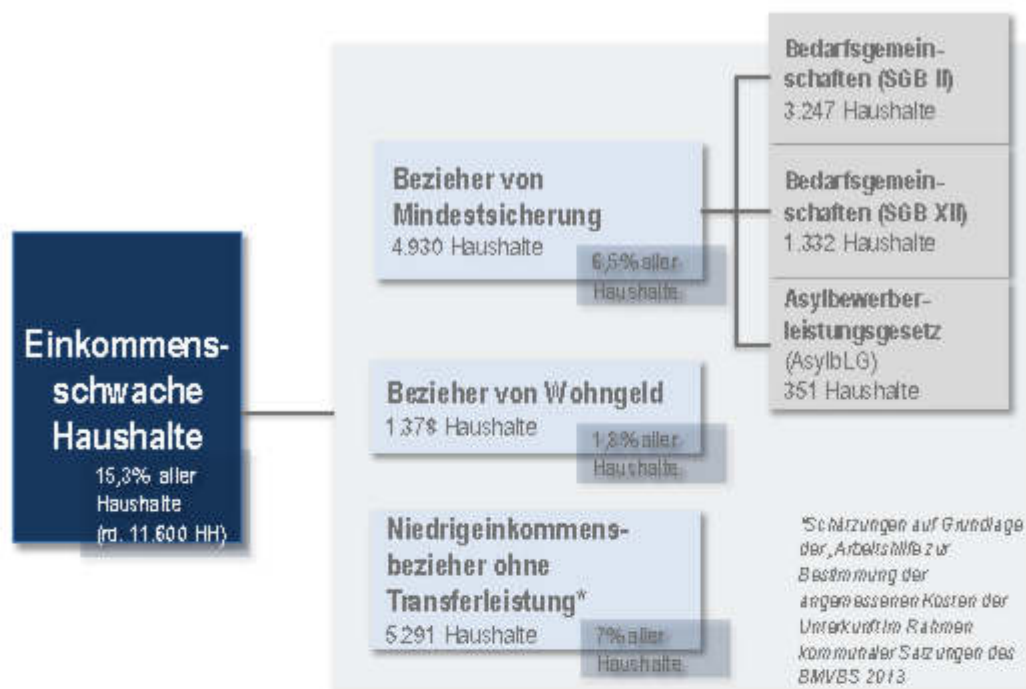 Einkommens-
schwache
Haushalte
15,3% aller
Haushalte
(rd. 11.600 HH)
Bezieher von
Mindestsicherung
4.930 Haushalte
6,5% aller
Haushalte
Bezieher von Wohngeld
1.378 Haushalte
1,8% aller
Haushalte
Niedrigeinkommens-
bezieher ohne
Transferleistung*
5.291 Haushalte
7% aller
Haushalte
Bedarfsgemein-
schaften (SGB II)
3.247 Haushalte
Bedarfsgemein-
schaften (SGB XII)
1.332 Haushalte
Asylbewerber-
leistungsgesetz
(AsylbLG)
351 Haushalte
*Schätzungen auf Grundlage
der „Arbeitshilfe zur
Bestimmung der
angemessenen Kosten der
Unterkunft im Rahmen
kommunaler Satzungen des
BMVBS 2013